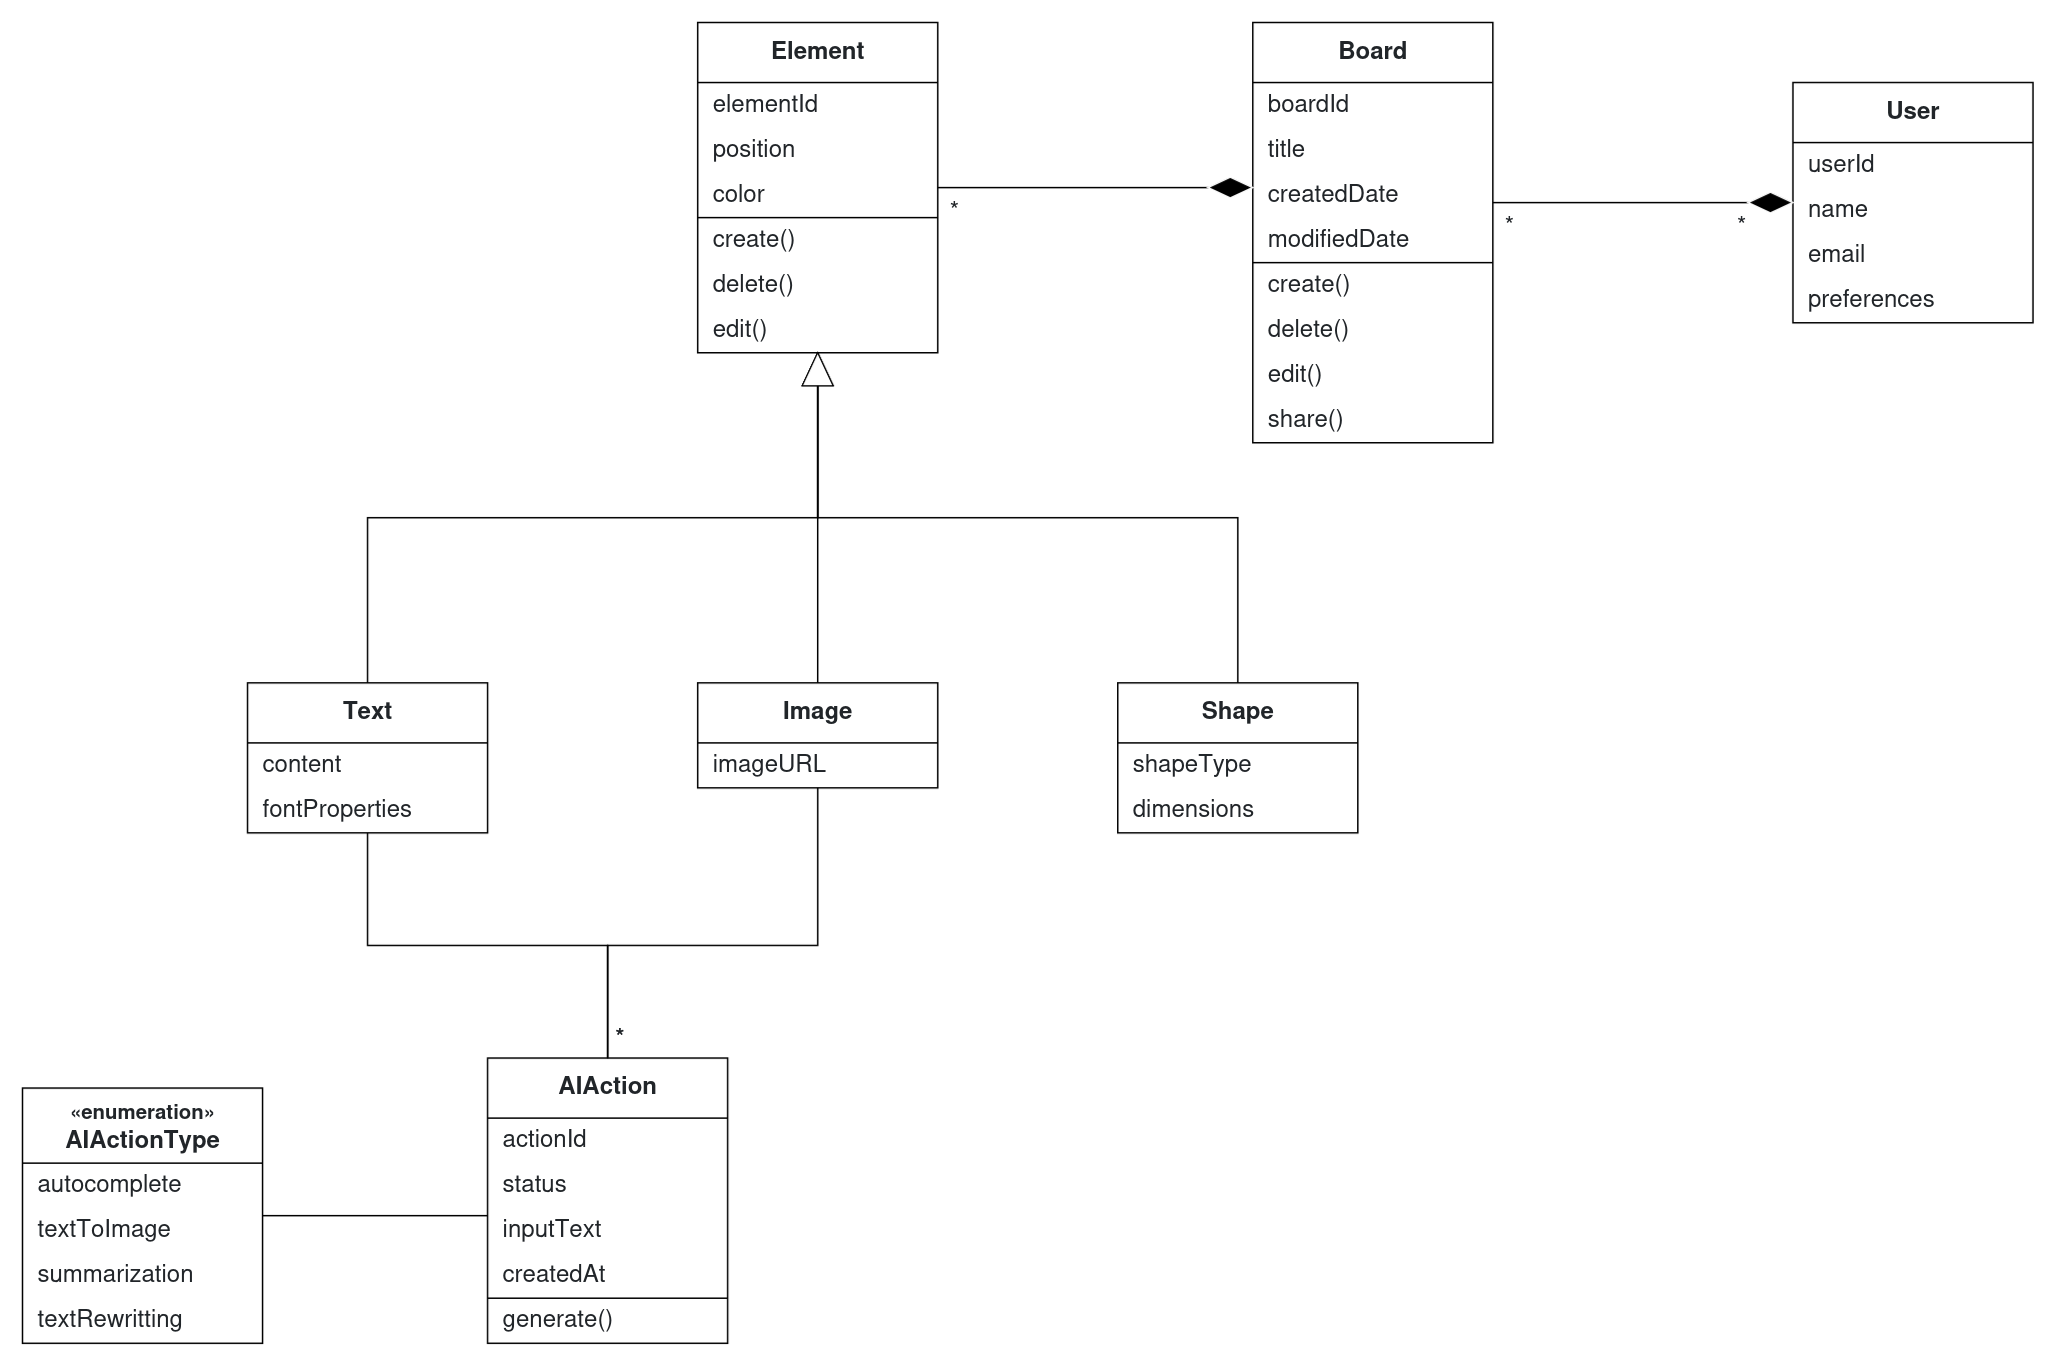 Element
elementId
position
color
create()
delete()
edit()
*
Board
boardId
title
createdDate
modifiedDate
create()
delete()
edit()
share()
*
*
User
userId
name
email
preferences
Text
content
fontProperties
Image
imageURL
Shape
shapeType
dimensions
*
«enumeration»
AIActionType
autocomplete
textToImage
summarization
textRewritting
AIAction
actionId
status
inputText
createdAt
generate()